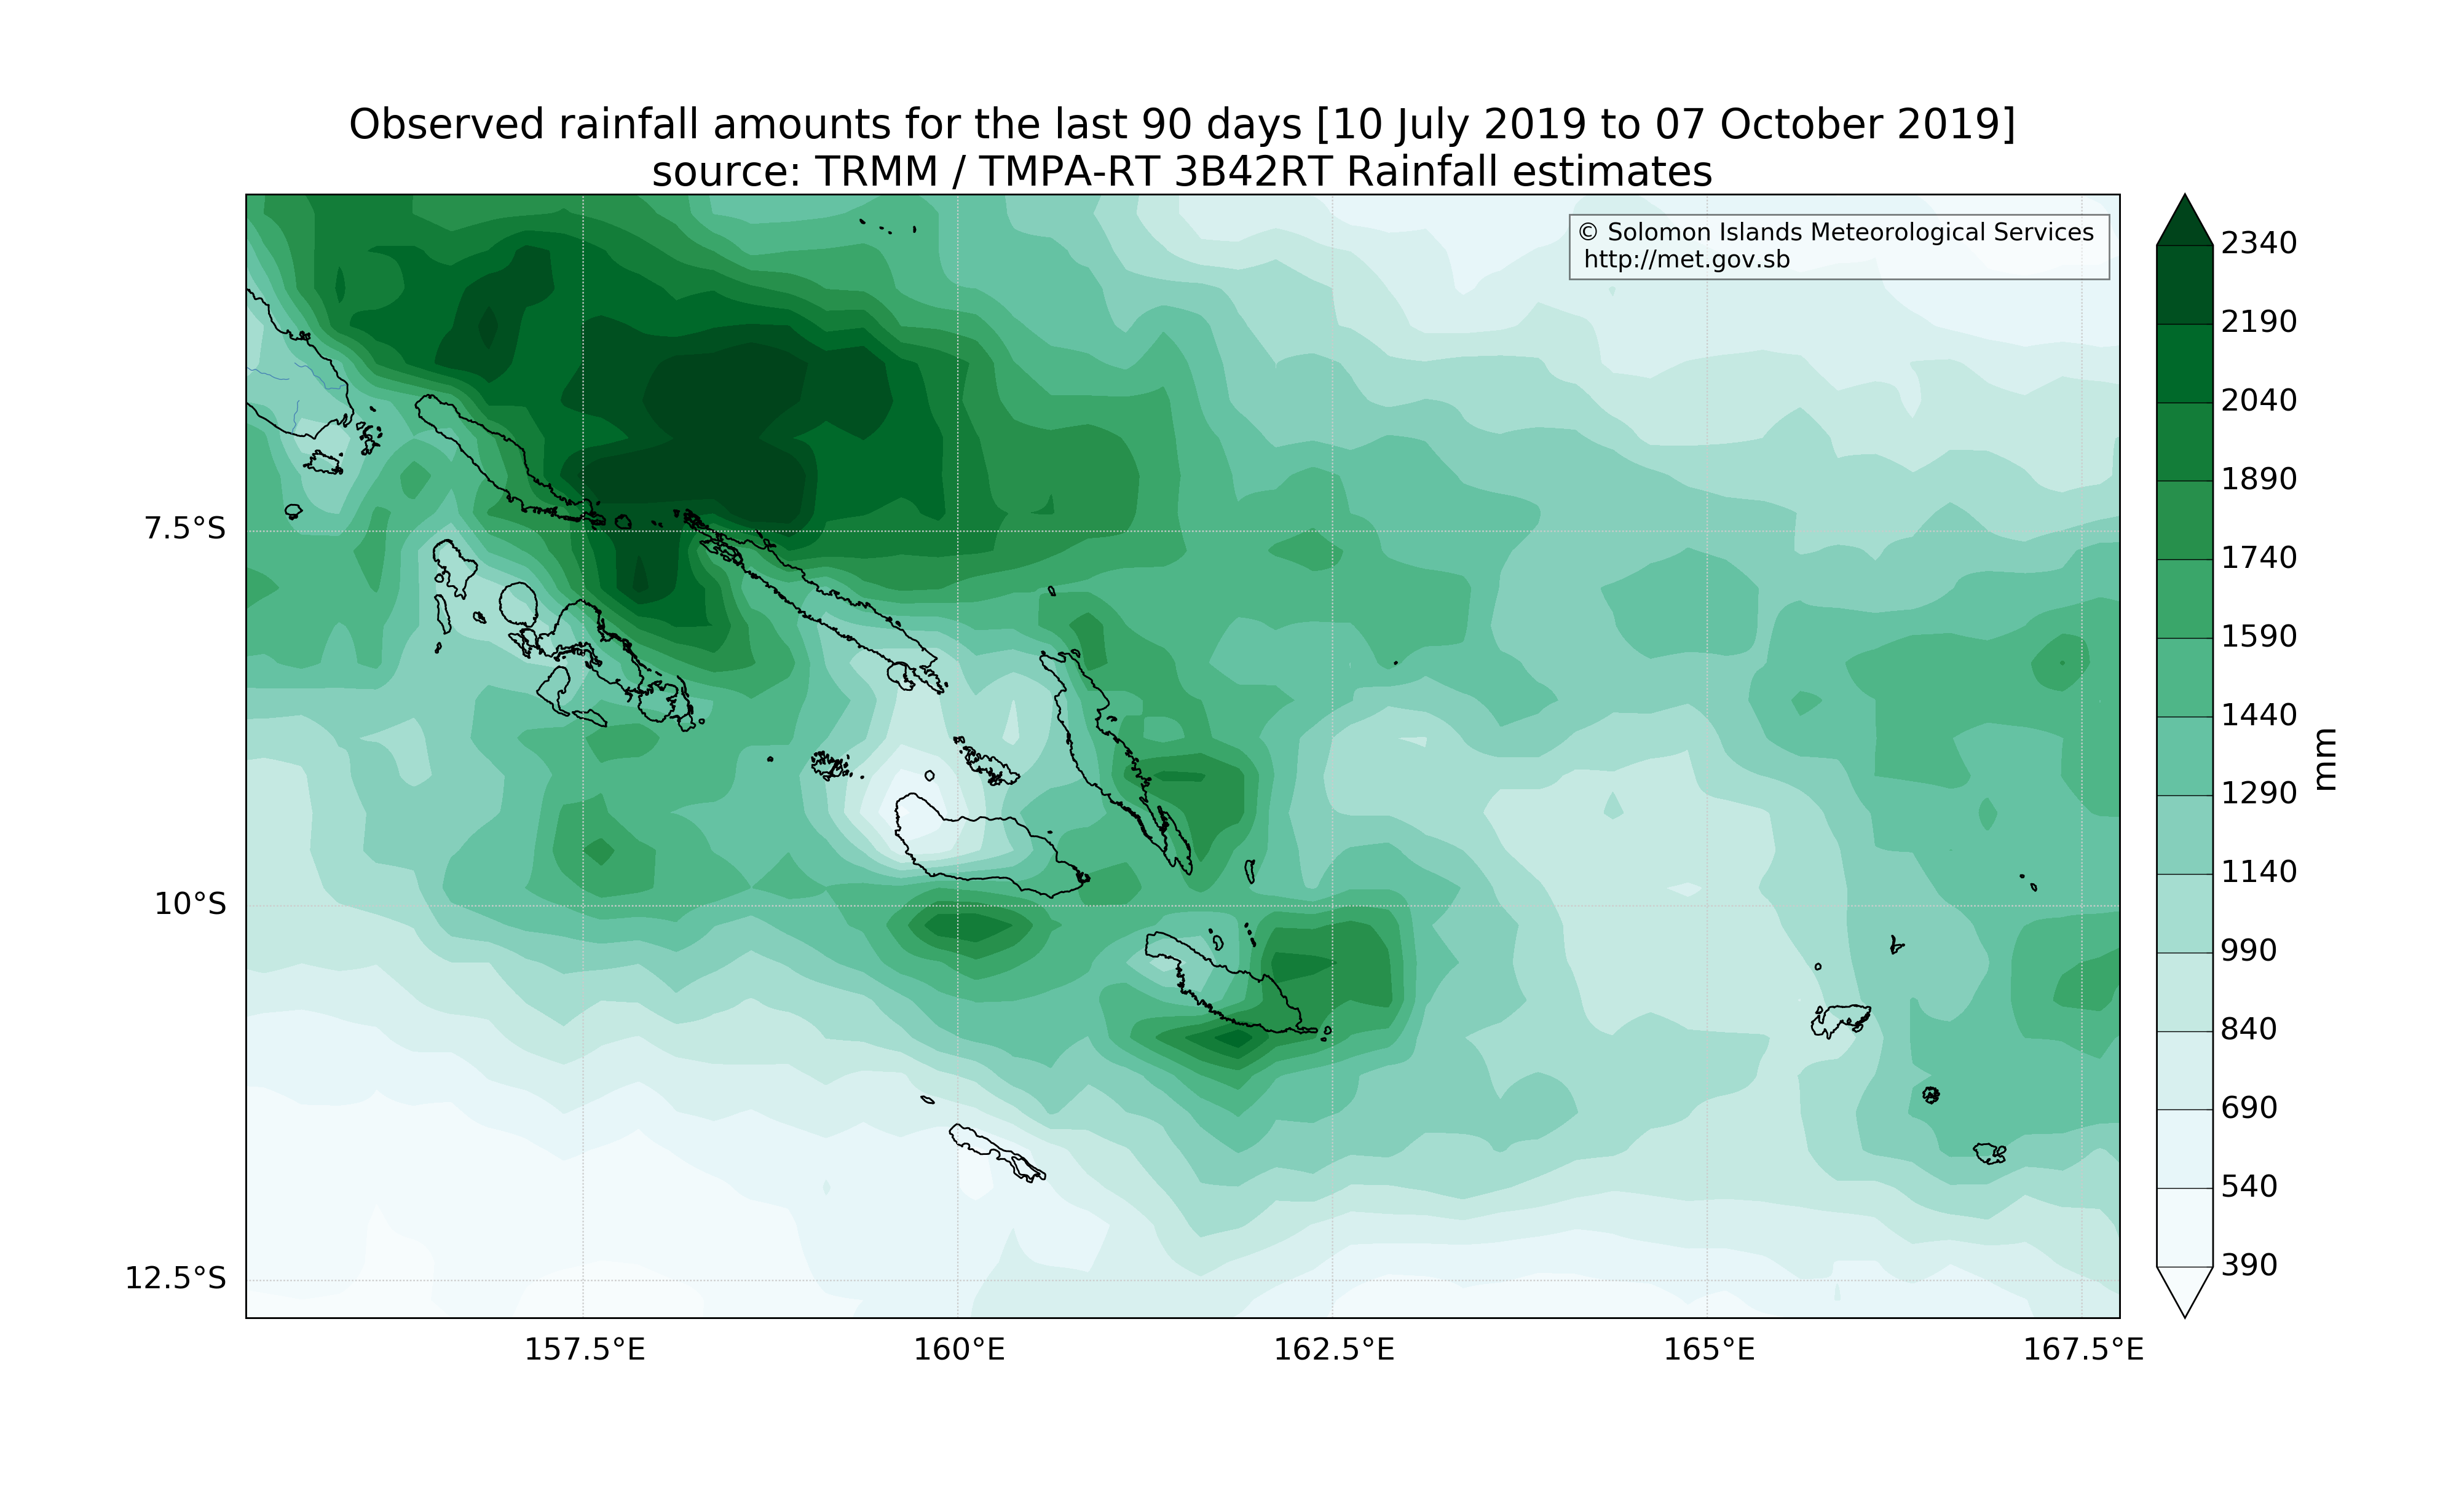 Observed rainfall amounts for the last 90 days [10 July 2019 to 07 October 2019]
source: TRMM / TMPA-RT 3B42RT Rainfall estimates
© Solomon Islands Meteorological Services
http://met.gov.sb
7.5°S
10°S
12.5°S
157.5°E
160°E
162.5°E
165°E
167.5°E
2340
2190
2040
1890
1740
1590
1440
1290
1140
990
840
690
540
390
mm